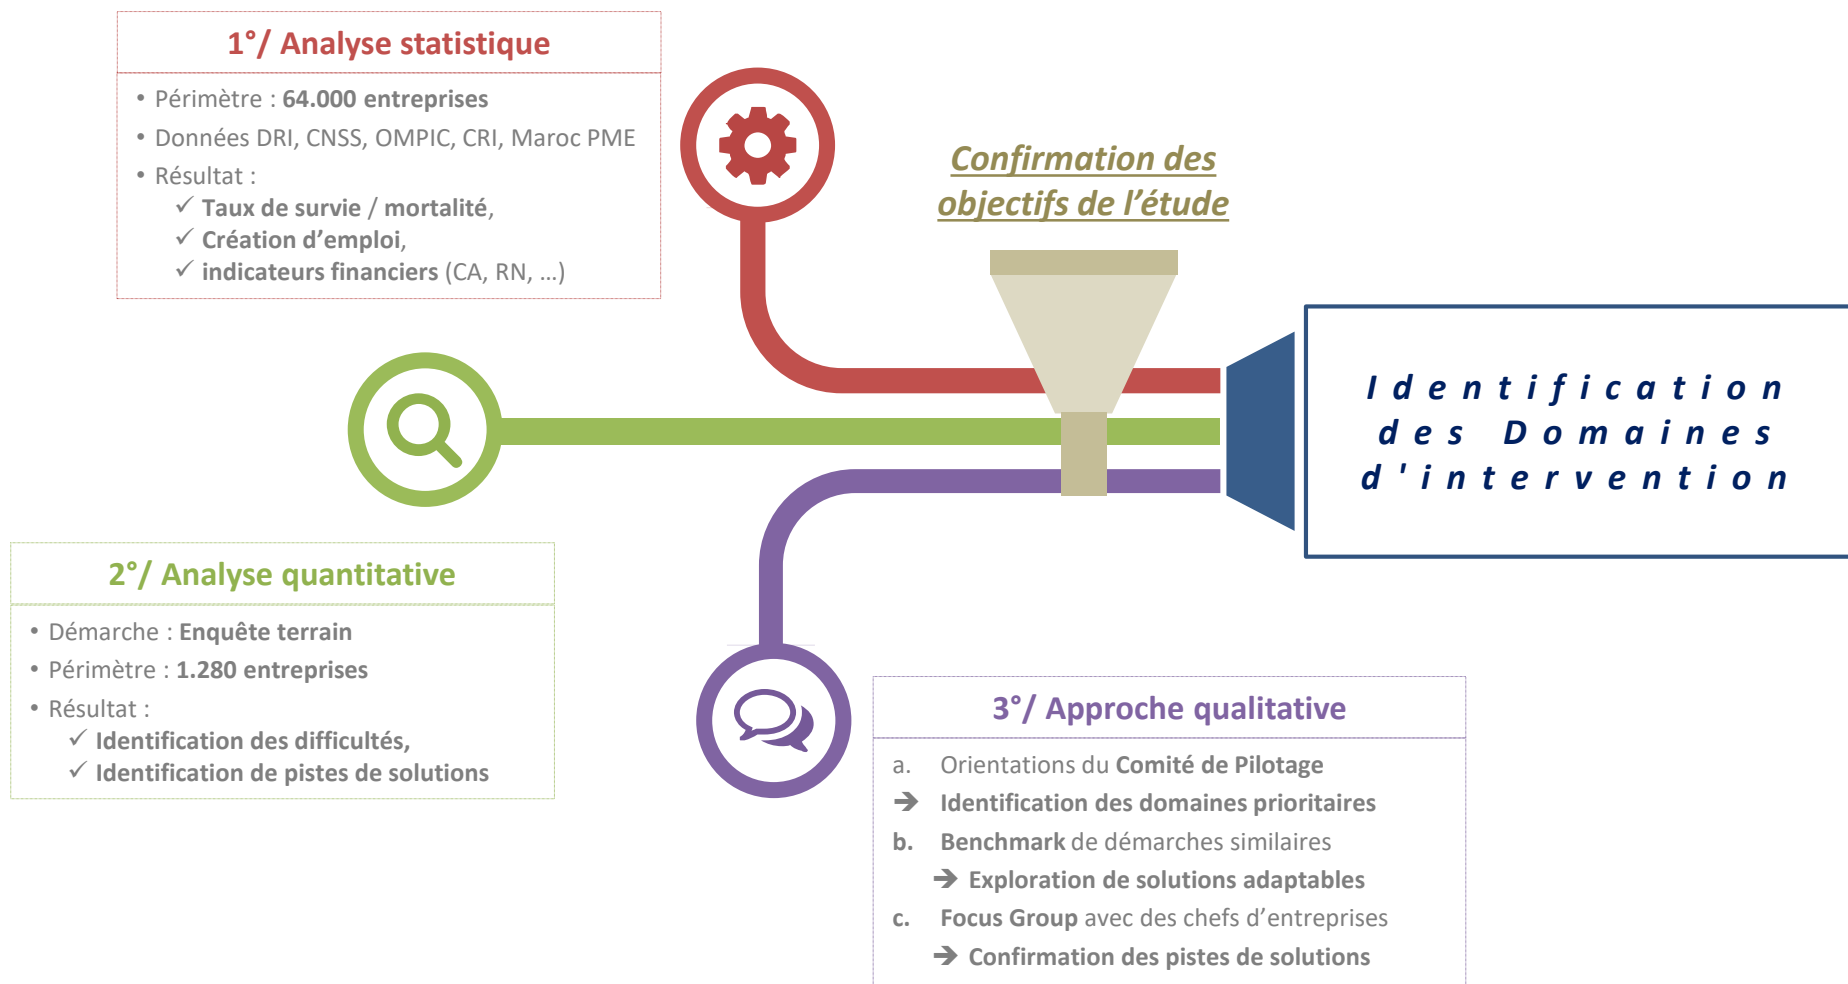 1°/ Analyse statistique
• Périmètre : 64.000 entreprises
• Données DRI, CNSS, OMPIC, CRI, Maroc PME
• Résultat :
✓ Taux de survie / mortalité,
✓ Création d’emploi,
✓ indicateurs financiers (CA, RN, …)
Confirmation des
objectifs de l’étude
Identification
des Domaines
d'intervention
2°/ Analyse quantitative
• Démarche : Enquête terrain
• Périmètre : 1.280 entreprises
• Résultat :
✓ Identification des difficultés,
✓ Identification de pistes de solutions
3°/ Approche qualitative
a. Orientations du Comité de Pilotage
➔ Identification des domaines prioritaires
b. Benchmark de démarches similaires
➔ Exploration de solutions adaptables
c. Focus Group avec des chefs d’entreprises
➔ Confirmation des pistes de solutions